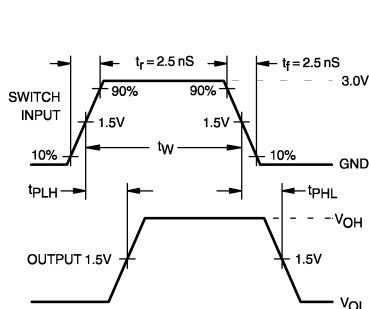 tr = 2.5 nS
tf = 2.5 nS
90%
90%
3.0V
SWITCH
INPUT
1.5V
1.5V
10%
tW
10%
GND
tPLH
tPHL
VOH
OUTPUT 1.5V
1.5V
VOL